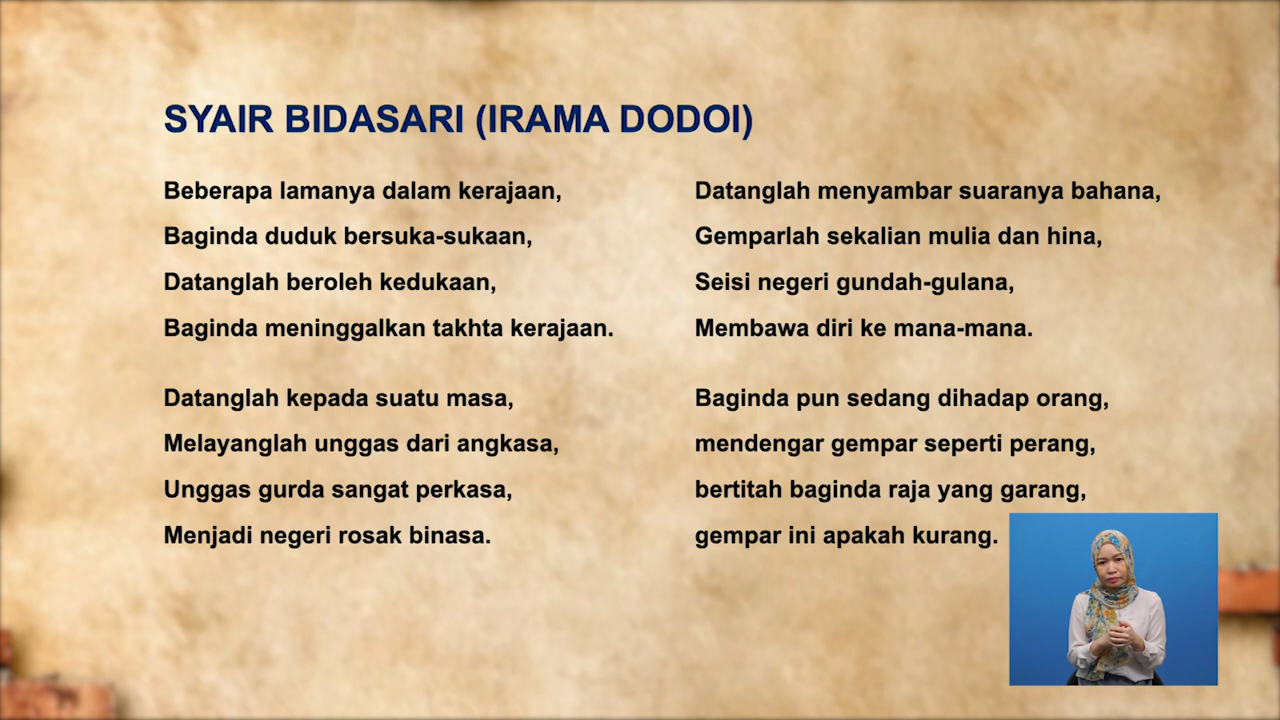 SYAIR BIDASARI (IRAMA DODOI)
Beberapa lamanya dalam kerajaan,
Baginda duduk bersuka-sukaan,
Datanglah beroleh kedukaan,
Baginda meninggalkan takhta kerajaan.
Datanglah kepada suatu masa,
Melayanglah unggas dari angkasa,
Unggas gurda sangat perkasa,
Menjadi negeri rosak binasa.
Datanglah menyambar suaranya bahana,
Gemparlah sekalian mulia dan hina,
Seisi negeri gundah-gulana,
Membawa diri ke mana-mana.
Baginda pun sedang dihadap orang,
mendengar gempar seperti perang,
bertitah baginda raja yang garang,
gempar ini apakah kurang.